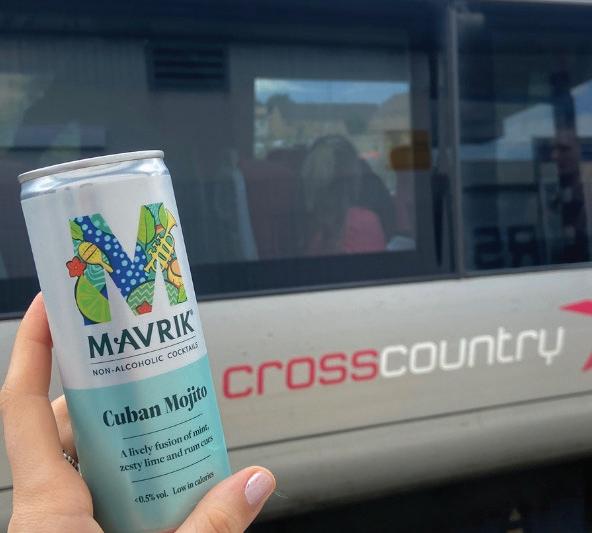 M
MAVRIK®
NON-ALCOHOLIC COCKTAILS
Cuban Mojito
A lively fusion of mint,
zesty lime and rum cues
<0.5% vol. Low in calories
crosscountry